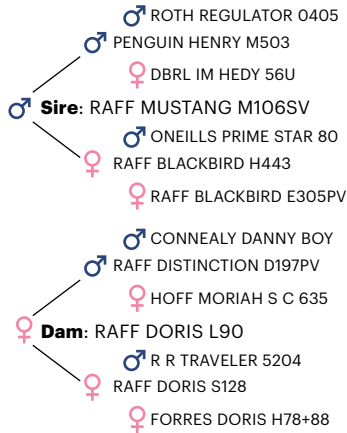 ROTH REGULATOR 0405
PENGUIN HENRY M503
DBRL IM HEDY 56U
Sire: RAFF MUSTANG M106SV
ONEILLS PRIME STAR 80
RAFF BLACKBIRD H443
RAFF BLACKBIRD E305PV
CONNEALY DANNY BOY
RAFF DISTINCTION D197PV
HOFF MORIAH S C 635
Dam: RAFF DORIS L90
R R TRAVELER 5204
RAFF DORIS S128
FORRES DORIS H78+88